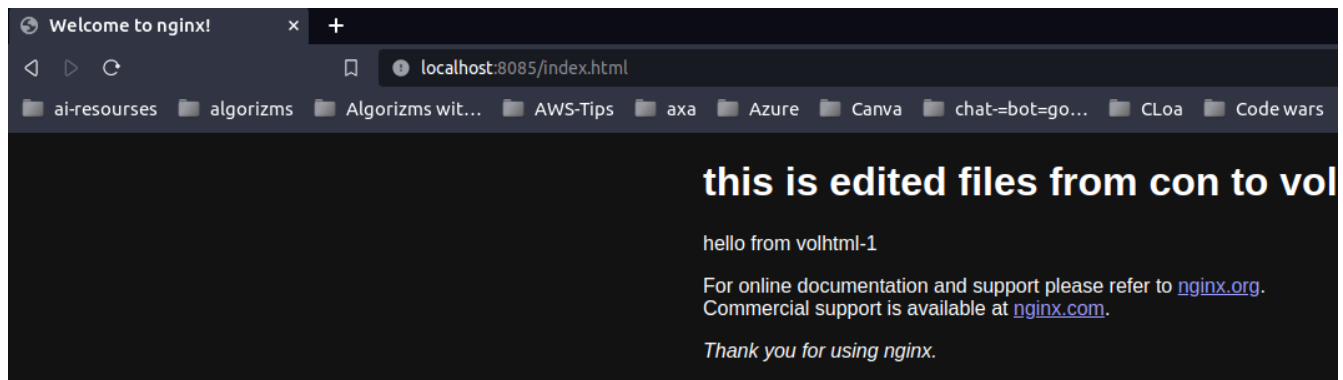 Welcome to nginx!
localhost:8085/index.html
ai-resourses algorizms Algorizms wit... AWS-Tips axa Azure Canva chat-=bot=go... CLoa Code wars
this is edited files from con to vol
hello from volhtml-1
For online documentation and support please refer to nginx.org.
Commercial support is available at nginx.com.
Thank you for using nginx.